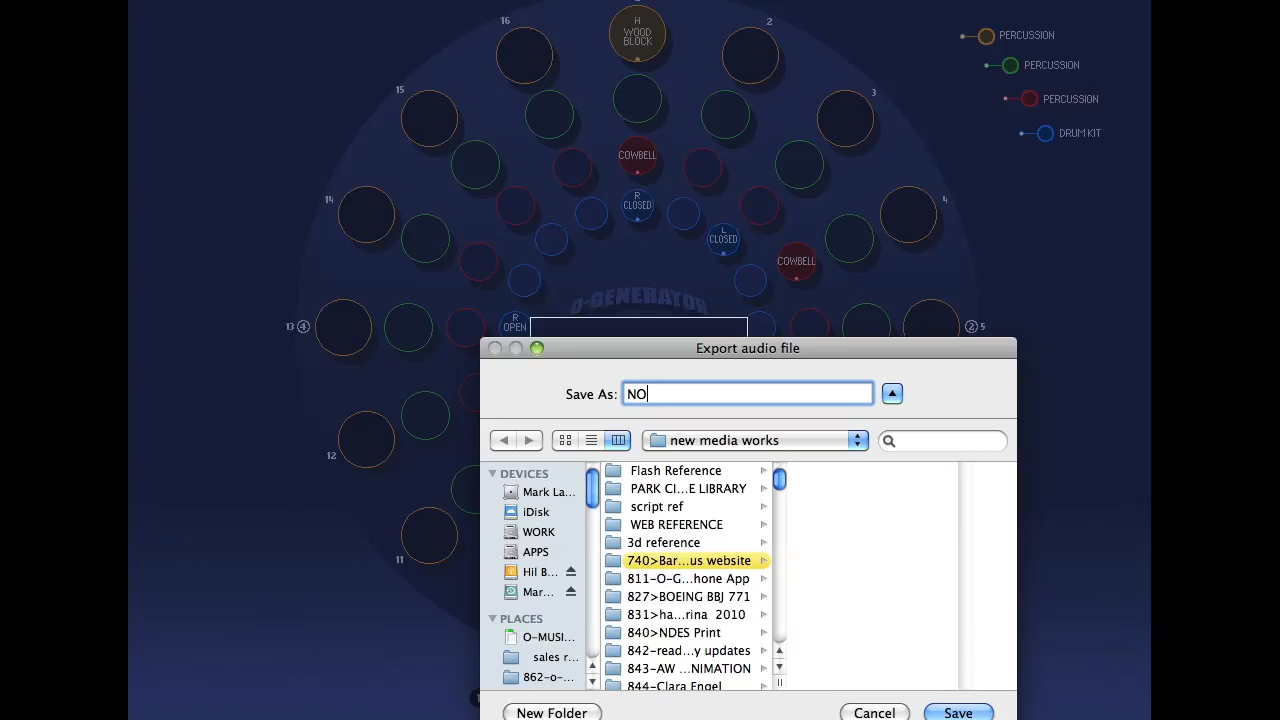 16
H
WOOD
BLOCK
2
PERCUSSION
PERCUSSION
15
3
PERCUSSION
DRUM KIT
COWBELL
14
R
CLOSED
4
L
CLOSED
COWBELL
O-GENERATOR
13 4
R
OPEN
2 5
Export audio file
Save As: NO
new media works
DEVICES
Mark La...
iDisk
WORK
APPS
Hil B...
Mar...
PLACES
O-MUSI...
sales r...
862-o-...
Flash Reference
PARK CI...E LIBRARY
script ref
WEB REFERENCE
3d reference
740>Bar...us website
811-O-G...hone App
827>BOEING BBJ 771
831>ha...rina 2010
840>NDES Print
842-read...y updates
843-AW ...NIMATION
844-Clara Engel
12
11
New Folder
Cancel
Save